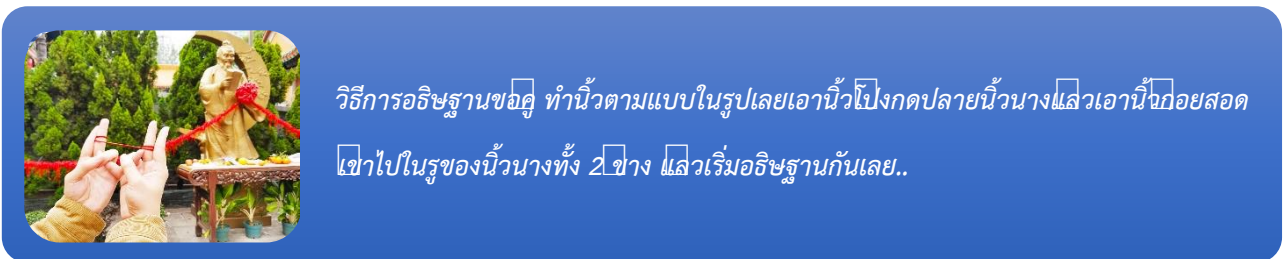 วิธีการอธิษฐานขอคู ทำนิ้วตามแบบในรูปเลยเอานิ้วโปงกดปลายนิ้วนางแลวเอานิ้วกอยสอด
เขาไปในรูของนิ้วนางทั้ง 2 ขาง แลวเริ่มอธิษฐานกันเลย..